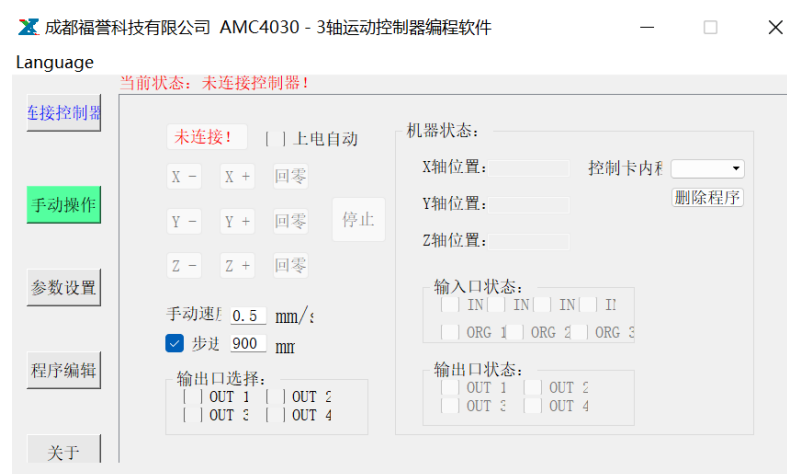 成都福誉科技有限公司 AMC4030 - 3轴运动控制器编程软件
Language
当前状态：未连接控制器！
连接控制器
手动操作
参数设置
程序编辑
关于
未连接！ [ ] 上电自动
X - X + 回零
Y - Y + 回零 停止
Z - Z + 回零
手动速度 0.5 mm/s
步进 900 mm
输出口选择：
[ ] OUT 1 [ ] OUT 2
[ ] OUT 3 [ ] OUT 4
机器状态：
X轴位置： 控制卡内程
Y轴位置： 删除程序
Z轴位置：
输入口状态：
IN IN IN IN
ORG 1 ORG 2 ORG 3
输出口状态：
OUT 1 OUT 2
OUT 3 OUT 4